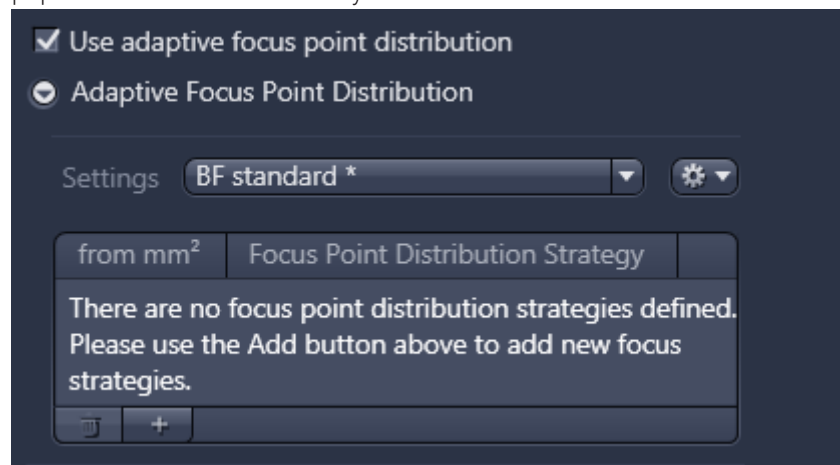 Use adaptive focus point distribution
Adaptive Focus Point Distribution
Settings BF standard *
from mm² Focus Point Distribution Strategy
There are no focus point distribution strategies defined.
Please use the Add button above to add new focus
strategies.
+